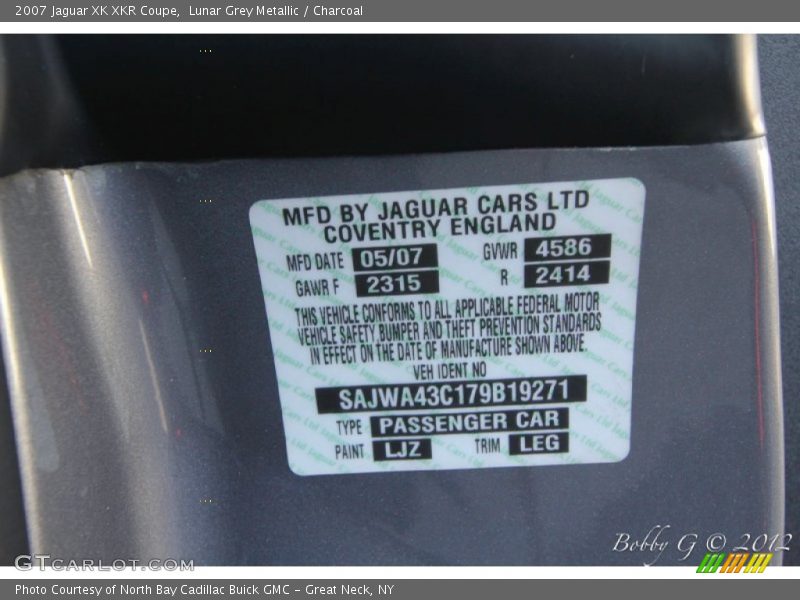 2007 Jaguar XK XKR Coupe, Lunar Grey Metallic / Charcoal
MFD BY JAGUAR CARS LTD
COVENTRY ENGLAND
MFD DATE 05/07 GVWR 4586
GAWR F 2315 R 2414
THIS VEHICLE CONFORMS TO ALL APPLICABLE FEDERAL MOTOR
VEHICLE SAFETY BUMPER AND THEFT PREVENTION STANDARDS
IN EFFECT ON THE DATE OF MANUFACTURE SHOWN ABOVE.
VEH IDENT NO
SAJWA43C179B19271
TYPE PASSENGER CAR
PAINT LJZ TRIM LEG
Bobby G © 2012
GTCARLOT.COM
Photo Courtesy of North Bay Cadillac Buick GMC - Great Neck, NY